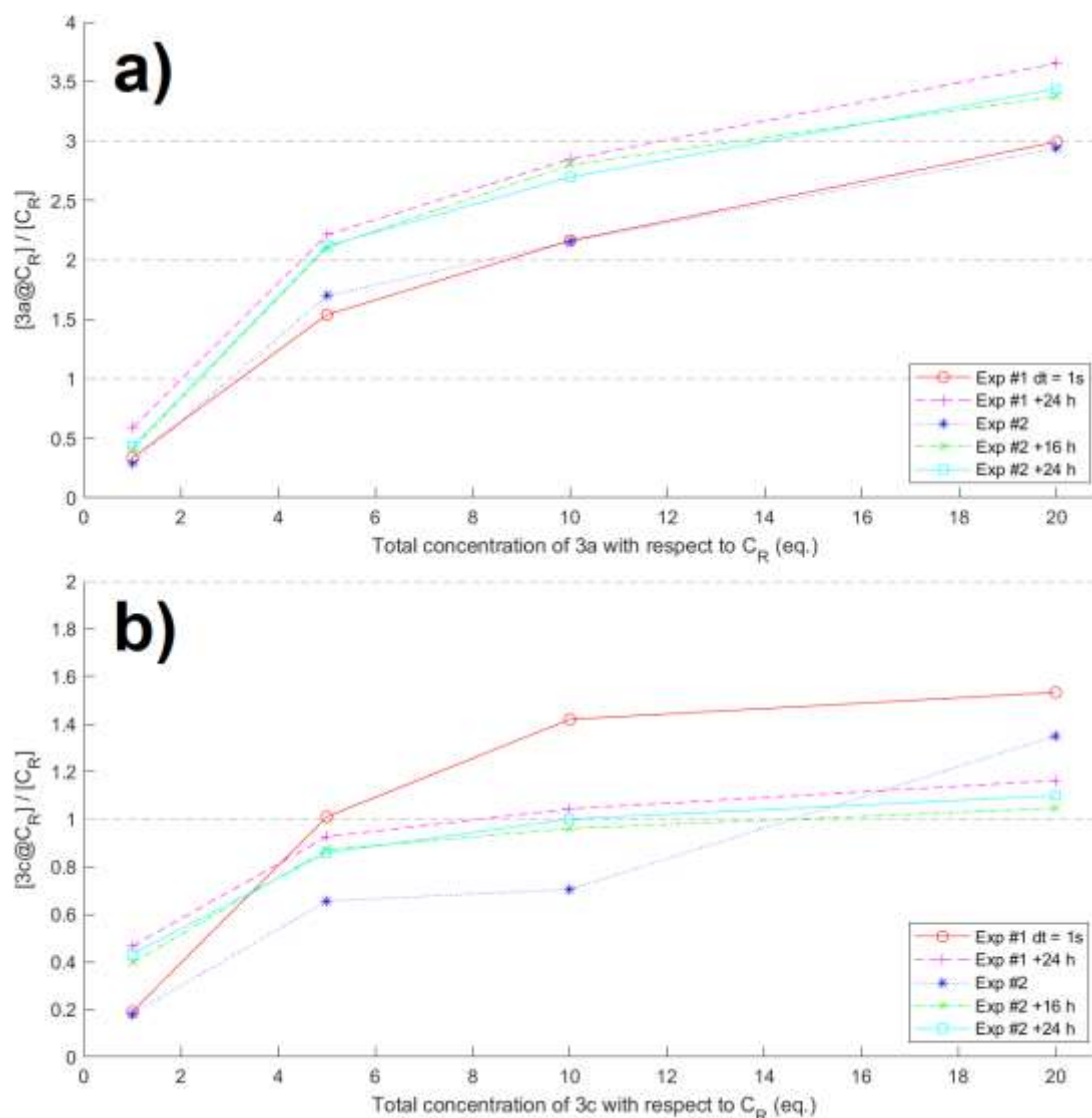 a)
4
3.5
3
2.5
2
1.5
1
0.5
0
[3a@C_R] / [C_R]
0 2 4 6 8 10 12 14 16 18 20
Total concentration of 3a with respect to C_R (eq.)
Exp #1 dt = 1s
Exp #1 +24 h
Exp #2
Exp #2 +16 h
Exp #2 +24 h
b)
2
1.8
1.6
1.4
1.2
1
0.8
0.6
0.4
0.2
0
[3c@C_R] / [C_R]
0 2 4 6 8 10 12 14 16 18 20
Total concentration of 3c with respect to C_R (eq.)
Exp #1 dt = 1s
Exp #1 +24 h
Exp #2
Exp #2 +16 h
Exp #2 +24 h